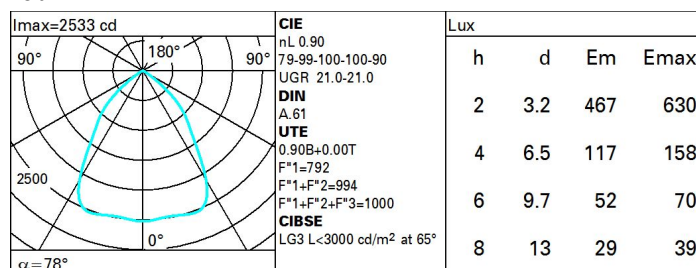 Imax=2533 cd
90° 180° 90°
2500
0°
α=78°
CIE
nL 0.90
79-99-100-100-90
UGR 21.0-21.0
DIN
A.61
UTE
0.90B+0.00T
F"1=792
F"1+F"2=994
F"1+F"2+F"3=1000
CIBSE
LG3 L<3000 cd/m² at 65°
Lux
h d Em Emax
2 3.2 467 630
4 6.5 117 158
6 9.7 52 70
8 13 29 39